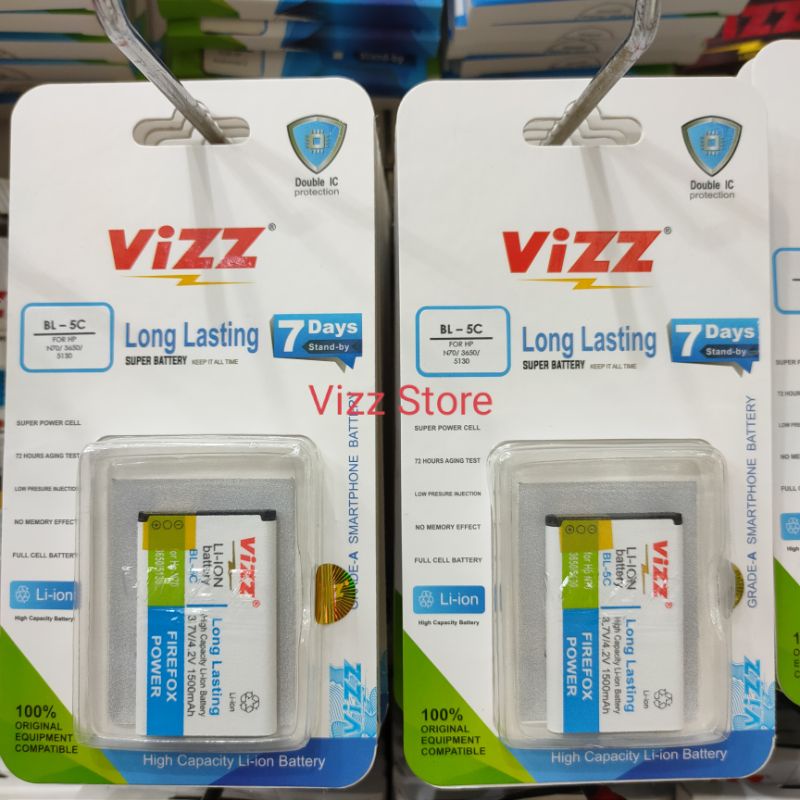 Stand-by
Stand-by
Double IC
protection
ViZZ®
BL - 5C
FOR HP
N70/ 3650/
5130
Long Lasting
SUPER BATTERY KEEP IT ALL TIME
7 Days
Stand-by
SUPER POWER CELL
72 HOURS AGING TEST
LOW PRESURE INJECTION
NO MEMORY EFFECT
FULL CELL BATTERY
Li-ion
High Capacity Battery
GRADE-A SMARTPHONE BATTERY
ViZZ
ViZZ®
LI-ION
battery
BL-5C
Long Lasting
High Capacity Li-ion Battery
3.7V/4.2V 1500mAh
FIREFOX
POWER
Li-ion
100%
ORIGINAL
EQUIPMENT
COMPATIBLE
High Capacity Li-ion Battery
Vizz Store
Double IC
protection
ViZZ®
BL - 5C
FOR HP
N70/ 3650/
5130
Long Lasting
SUPER BATTERY KEEP IT ALL TIME
7 Days
Stand-by
SUPER POWER CELL
72 HOURS AGING TEST
LOW PRESURE INJECTION
NO MEMORY EFFECT
FULL CELL BATTERY
Li-ion
High Capacity Battery
GRADE-A SMARTPHONE BATTERY
ViZZ
ViZZ®
LI-ION
battery
BL-5C
Long Lasting
High Capacity Li-ion Battery
3.7V/4.2V 1500mAh
FIREFOX
POWER
Li-ion
100%
ORIGINAL
EQUIPMENT
COMPATIBLE
High Capacity Li-ion Battery